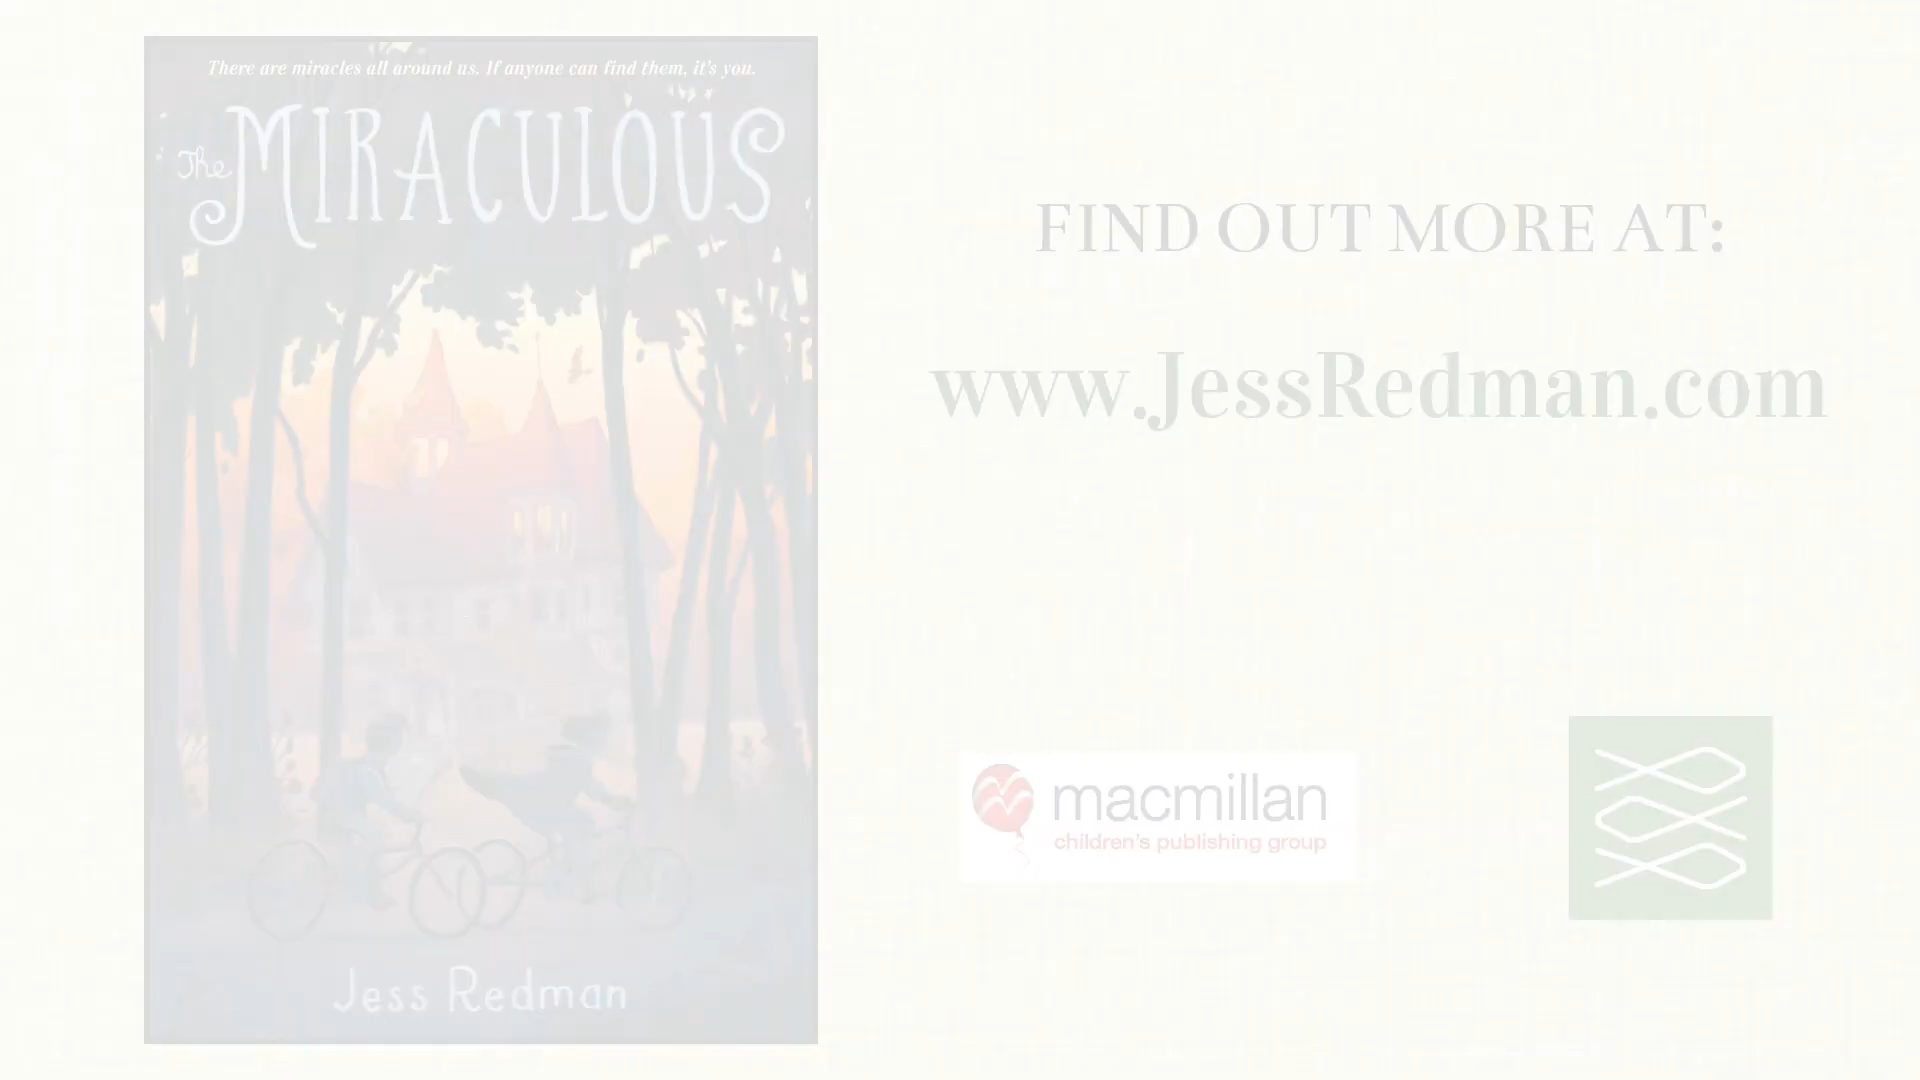 There are miracles all around us. If anyone can find them, it's you.
The MIRACULOUS
Jess Redman
FIND OUT MORE AT:
www.JessRedman.com
macmillan
children's publishing group